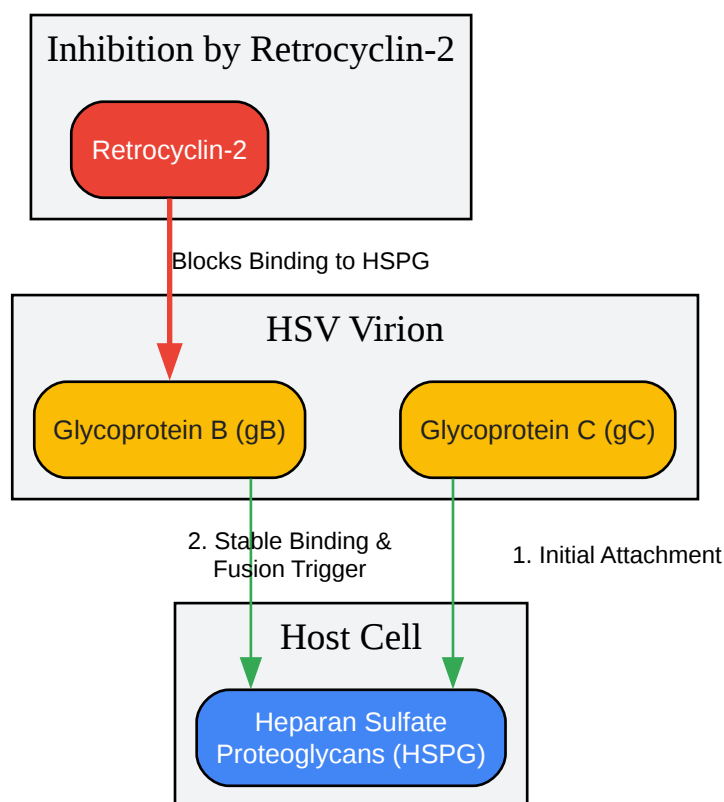 Inhibition by Retrocyclin-2
Retrocyclin-2
Blocks Binding to HSPG
HSV Virion
Glycoprotein B (gB)
Glycoprotein C (gC)
2. Stable Binding &
Fusion Trigger
1. Initial Attachment
Host Cell
Heparan Sulfate
Proteoglycans (HSPG)